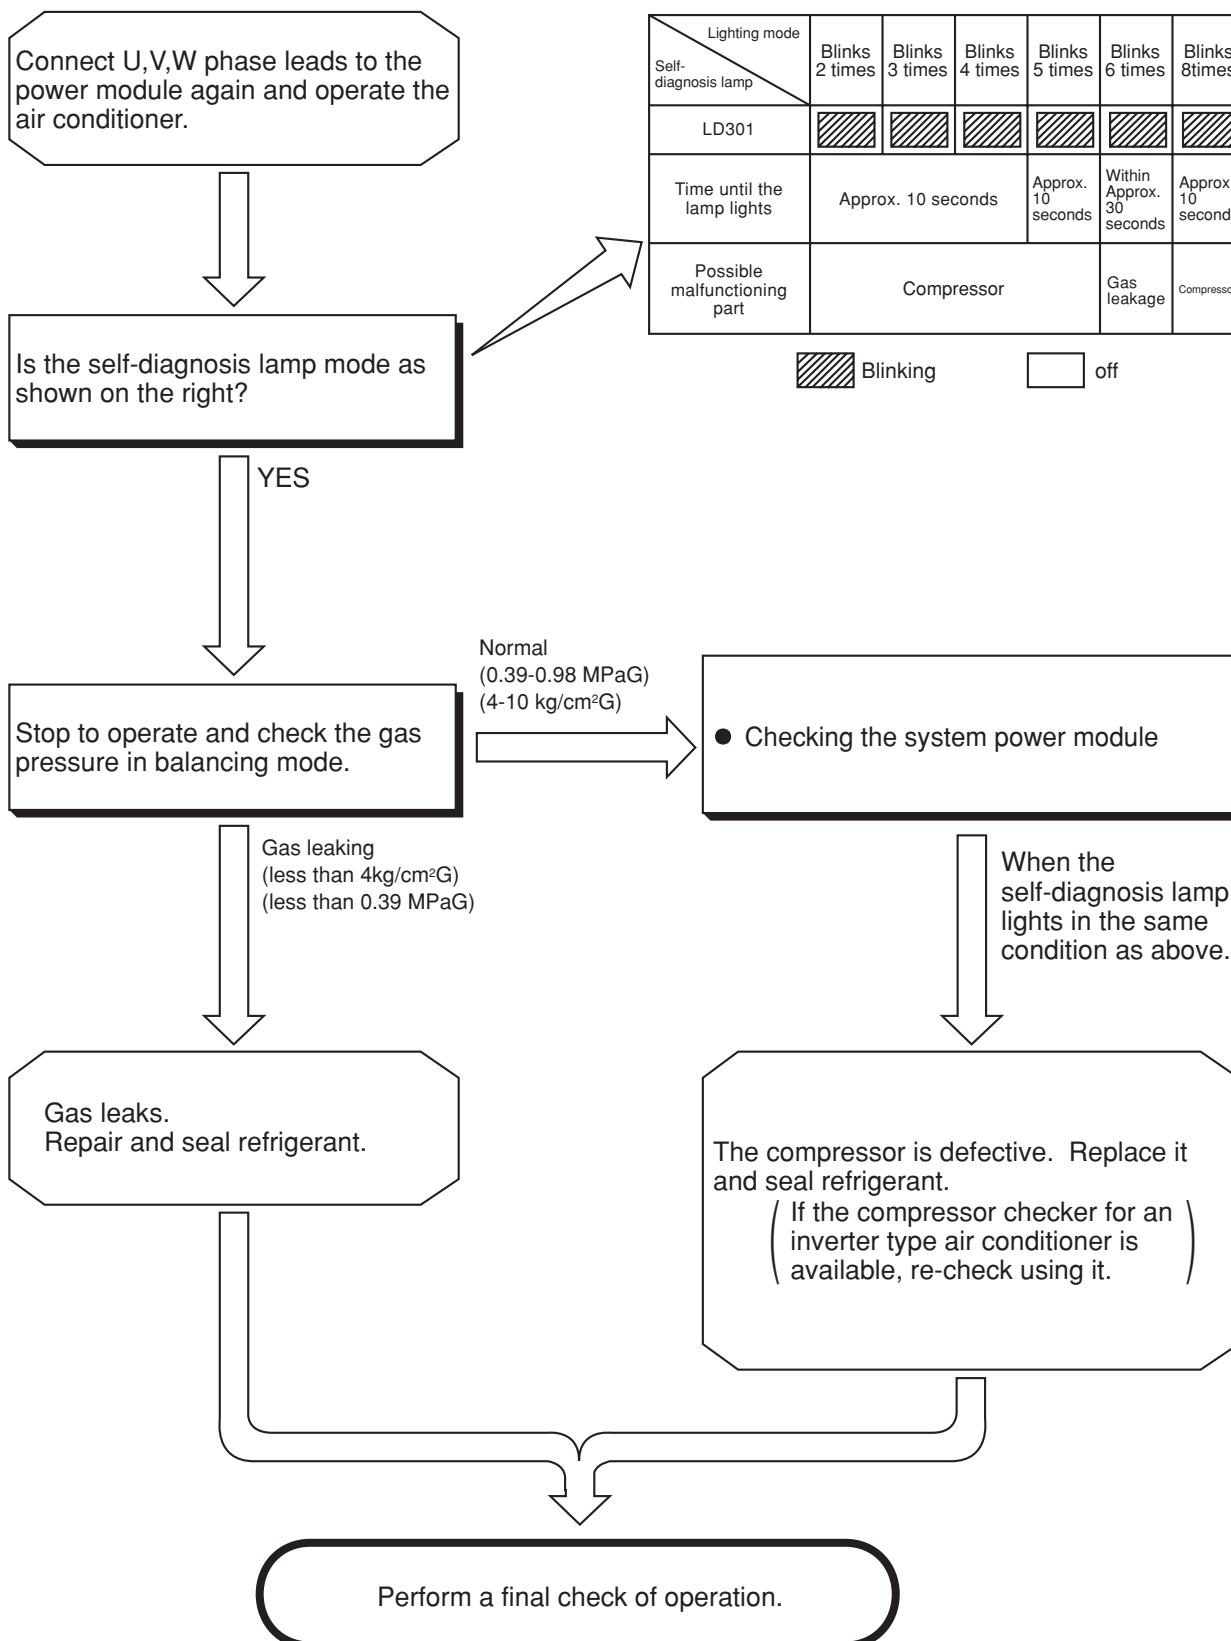 Connect U,V,W phase leads to the
power module again and operate the
air conditioner.
Lighting mode
Self-
diagnosis lamp
Blinks
2 times
Blinks
3 times
Blinks
4 times
Blinks
5 times
Blinks
6 times
Blinks
8times
LD301
Time until the
lamp lights
Approx. 10 seconds
Approx.
10
seconds
Within
Approx.
30
seconds
Approx
10
second
Possible
malfunctioning
part
Compressor
Gas
leakage
Compresso
Blinking
off
Is the self-diagnosis lamp mode as
shown on the right?
YES
Normal
(0.39-0.98 MPaG)
(4-10 kg/cm²G)
Stop to operate and check the gas
pressure in balancing mode.
● Checking the system power module
Gas leaking
(less than 4kg/cm²G)
(less than 0.39 MPaG)
When the
self-diagnosis lamp
lights in the same
condition as above.
Gas leaks.
Repair and seal refrigerant.
The compressor is defective. Replace it
and seal refrigerant.
( If the compressor checker for an
inverter type air conditioner is
available, re-check using it. )
Perform a final check of operation.